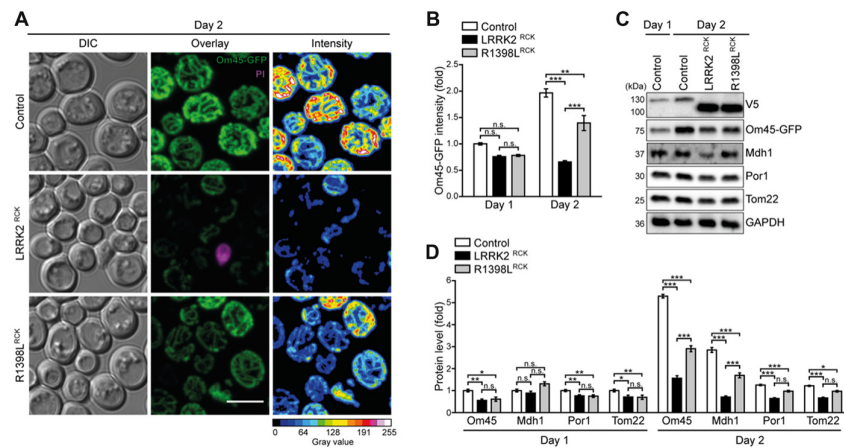 A
Day 2
DIC
Overlay
Intensity
Om45-GFP
PI
Control
LRRK2 RCK
R1398L RCK
0 64 128 191 255
Gray value
B
Control
LRRK2 RCK
R1398L RCK
Om45-GFP intensity (fold)
2.5
2.0
1.5
1.0
0.5
0.0
n.s.
n.s.
n.s.
**
***
***
Day 1
Day 2
C
Day 1 Day 2
Control
Control
LRRK2 RCK
R1398L RCK
(kDa)
130
100
V5
75
Om45-GFP
37
Mdh1
30
Por1
25
Tom22
36
GAPDH
D
Control
LRRK2 RCK
R1398L RCK
Protein level (fold)
6
5
4
3
2
1
0
*
** n.s.
n.s.
n.s. n.s.
**
** n.s.
**
* n.s.
***
***
***
***
***
***
***
*** n.s.
*
*** n.s.
Om45 Mdh1 Por1 Tom22 Om45 Mdh1 Por1 Tom22
Day 1
Day 2